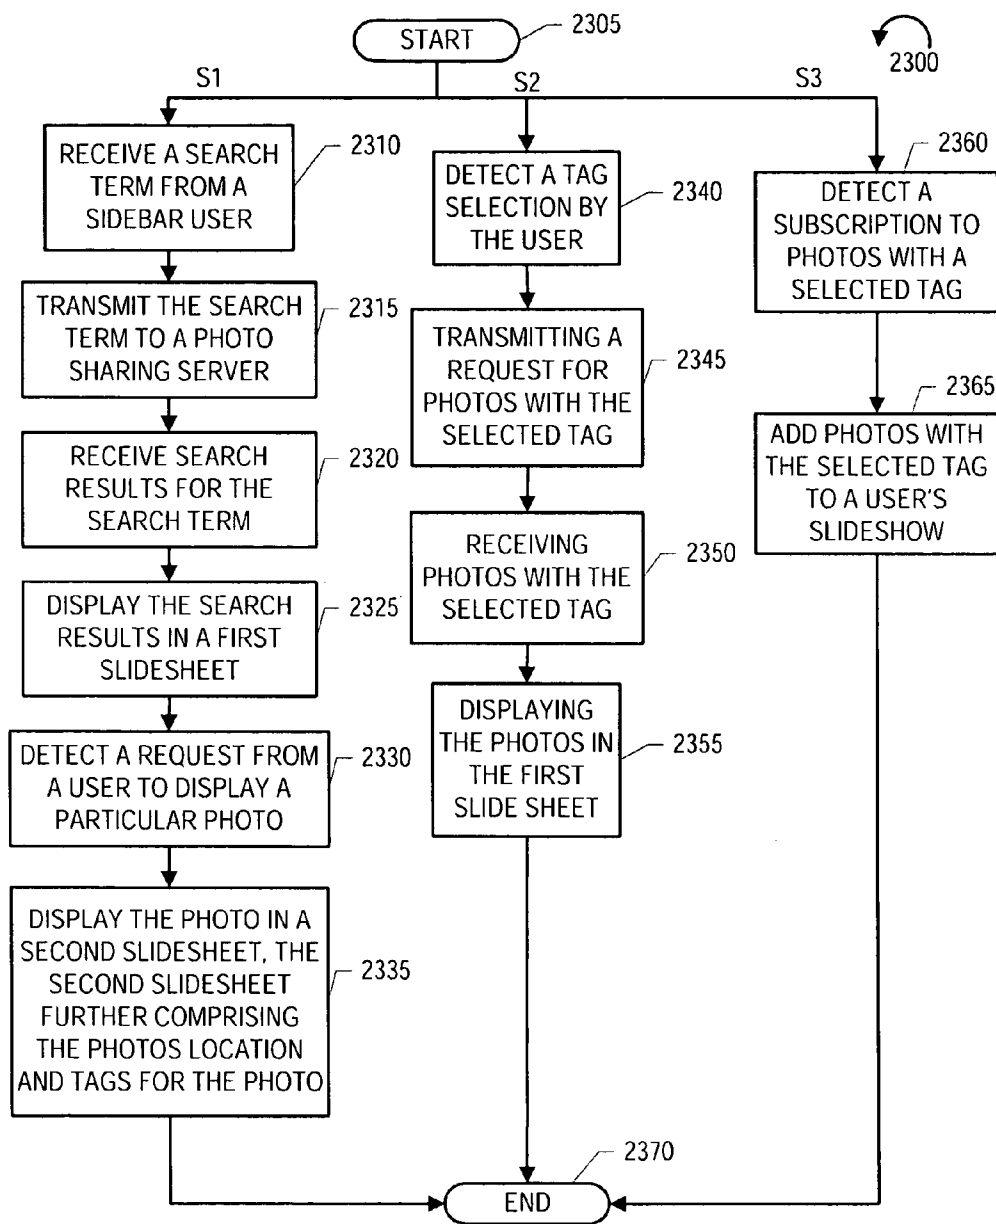 START
2305
2300
S1
S2
S3
RECEIVE A SEARCH
TERM FROM A
SIDEBAR USER
2310
TRANSMIT THE SEARCH
TERM TO A PHOTO
SHARING SERVER
2315
RECEIVE SEARCH
RESULTS FOR THE
SEARCH TERM
2320
DISPLAY THE SEARCH
RESULTS IN A FIRST
SLIDESHEET
2325
DETECT A REQUEST FROM
A USER TO DISPLAY A
PARTICULAR PHOTO
2330
DISPLAY THE PHOTO IN A
SECOND SLIDESHEET, THE
SECOND SLIDESHEET
FURTHER COMPRISING
THE PHOTOS LOCATION
AND TAGS FOR THE PHOTO
2335
DETECT A TAG
SELECTION BY
THE USER
2340
TRANSMITTING A
REQUEST FOR
PHOTOS WITH THE
SELECTED TAG
2345
RECEIVING
PHOTOS WITH THE
SELECTED TAG
2350
DISPLAYING
THE PHOTOS IN
THE FIRST
SLIDE SHEET
2355
2360
DETECT A
SUBSCRIPTION TO
PHOTOS WITH A
SELECTED TAG
2365
ADD PHOTOS WITH
THE SELECTED TAG
TO A USER'S
SLIDESHOW
2370
END